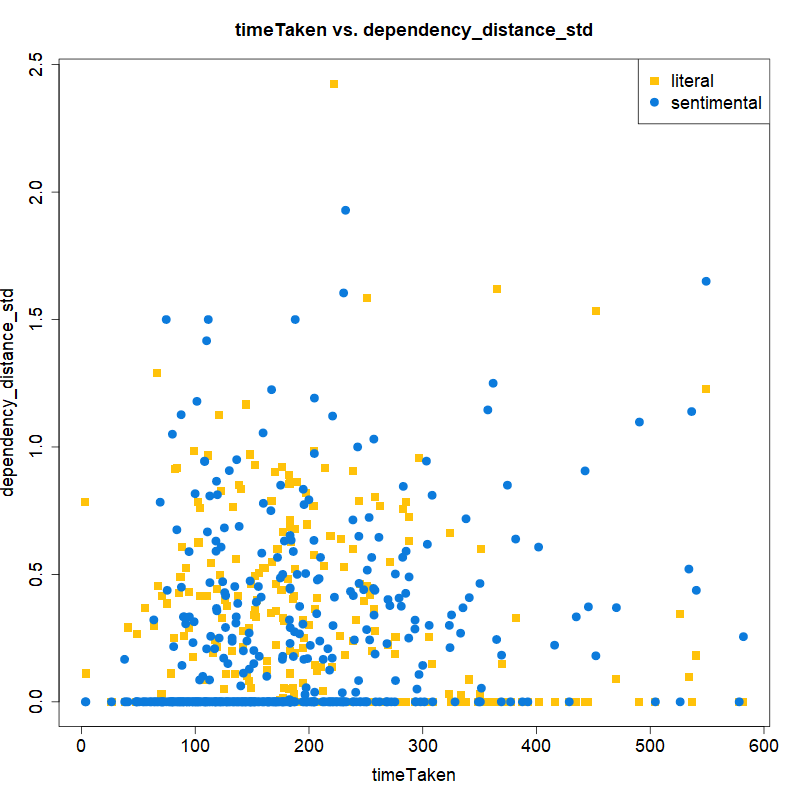 timeTaken vs. dependency_distance_std
literal
sentimental
dependency_distance_std
2.5
2.0
1.5
1.0
0.5
0.0
0 100 200 300 400 500 600
timeTaken